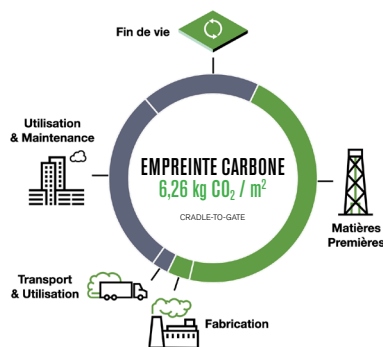 Fin de vie
Utilisation
& Maintenance
EMPREINTE CARBONE
6,26 kg CO₂ / m²
CRADLE-TO-GATE
Matières
Premières
Transport
& Utilisation
Fabrication